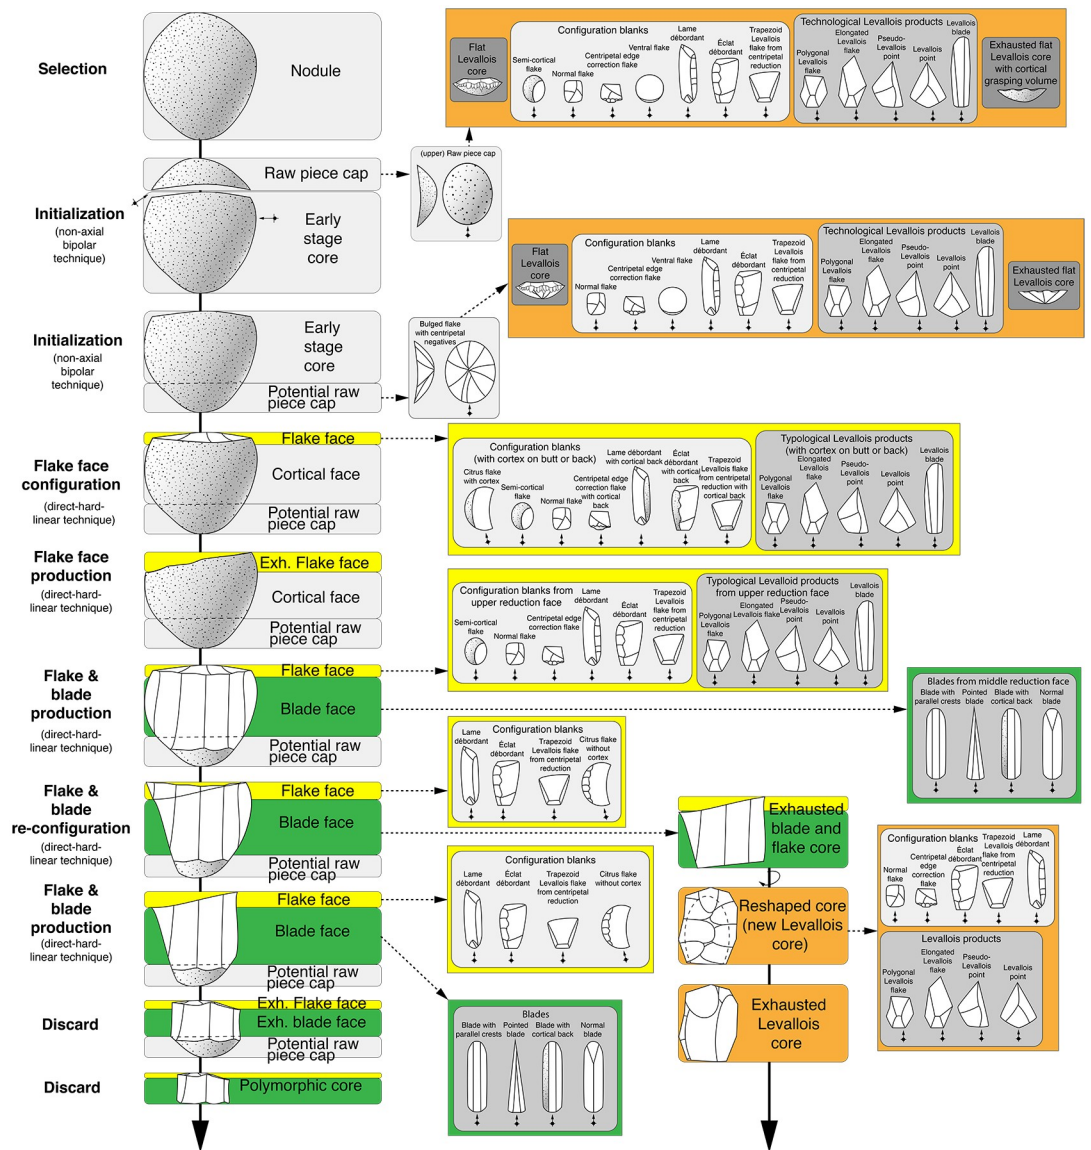 Selection
Nodule
Raw piece cap
Initialization
(non-axial
bipolar
technique)
Early
stage
core
Initialization
(non-axial
bipolar
technique)
Early
stage
core
Potential raw
piece cap
Flake face
configuration
(direct-hard-
linear technique)
Flake face
Cortical face
Potential raw
piece cap
Flake face
production
(direct-hard-
linear technique)
Exh. Flake face
Cortical face
Potential raw
piece cap
Flake &
blade
production
(direct-hard-
linear technique)
Flake face
Blade face
Potential raw
piece cap
Flake &
blade
re-configuration
(direct-hard-
linear technique)
Flake face
Blade face
Potential raw
piece cap
Flake &
blade
production
(direct-hard-
linear technique)
Flake face
Blade face
Potential raw
piece cap
Discard
Exh. Flake face
Exh. blade face
Potential raw
piece cap
Discard
Polymorphic core
(upper) Raw piece cap
Flat
Levallois
core
Configuration blanks
Semi-cortical
flake
Normal flake
Centripetal edge
correction flake
Ventral flake
Lame
débordant
Éclat
débordant
Trapezoid
Levallois
flake from
centripetal
reduction
Technological Levallois products
Polygonal
Levallois
flake
Elongated
Levallois
flake
Pseudo-
Levallois
point
Levallois
point
Levallois
blade
Exhausted flat
Levallois core
with cortical
grasping volume
Bulged flake
with centripetal
negatives
Flat
Levallois
core
Configuration blanks
Normal flake
Centripetal edge
correction flake
Ventral flake
Lame
débordant
Éclat
débordant
Trapezoid
Levallois
flake from
centripetal
reduction
Technological Levallois products
Polygonal
Levallois
flake
Elongated
Levallois
flake
Pseudo-
Levallois
point
Levallois
point
Levallois
blade
Exhausted flat
Levallois core
Configuration blanks
(with cortex on butt or back)
Citrus flake
with cortex
Semi-cortical
flake
Normal flake
Centripetal edge
correction flake
with cortical
back
Lame débordant
with cortical back
Éclat
débordant
with cortical
back
Trapezoid
Levallois flake
from centripetal
reduction with
cortical back
Typological Levallois products
(with cortex on butt or back)
Polygonal
Levallois
flake
Elongated
Levallois
flake
Pseudo-
Levallois
point
Levallois
point
Levallois
blade
Configuration blanks from
upper reduction face
Semi-cortical
flake
Normal flake
Centripetal edge
correction flake
Lame
débordant
Éclat
débordant
Trapezoid
Levallois
flake from
centripetal
reduction
Typological Levalloid products
from upper reduction face
Polygonal
Levallois
flake
Elongated
Levallois flake
Pseudo-
Levallois
point
Levallois
point
Levallois
blade
Blades from middle reduction face
Blade with
parallel crests
Pointed
blade
Blade with
cortical back
Normal
blade
Configuration blanks
Lame
débordant
Éclat
débordant
Trapezoid
Levallois flake
from centripetal
reduction
Citrus flake
without
cortex
Configuration blanks
Lame
débordant
Éclat
débordant
Trapezoid
Levallois flake
from centripetal
reduction
Citrus flake
without cortex
Blades
Blade with
parallel crests
Pointed
blade
Blade with
cortical back
Normal
blade
Exhausted
blade and
flake core
Reshaped core
(new Levallois
core)
Exhausted
Levallois
core
Configuration blanks
Normal
flake
Centripetal
edge
correction
flake
Éclat
débordant
Trapezoid
Levallois
flake from
centripetal
reduction
Lame
débordant
Levallois products
Polygonal
Levallois
flake
Elongated
Levallois
flake
Pseudo-
Levallois
point
Levallois
point